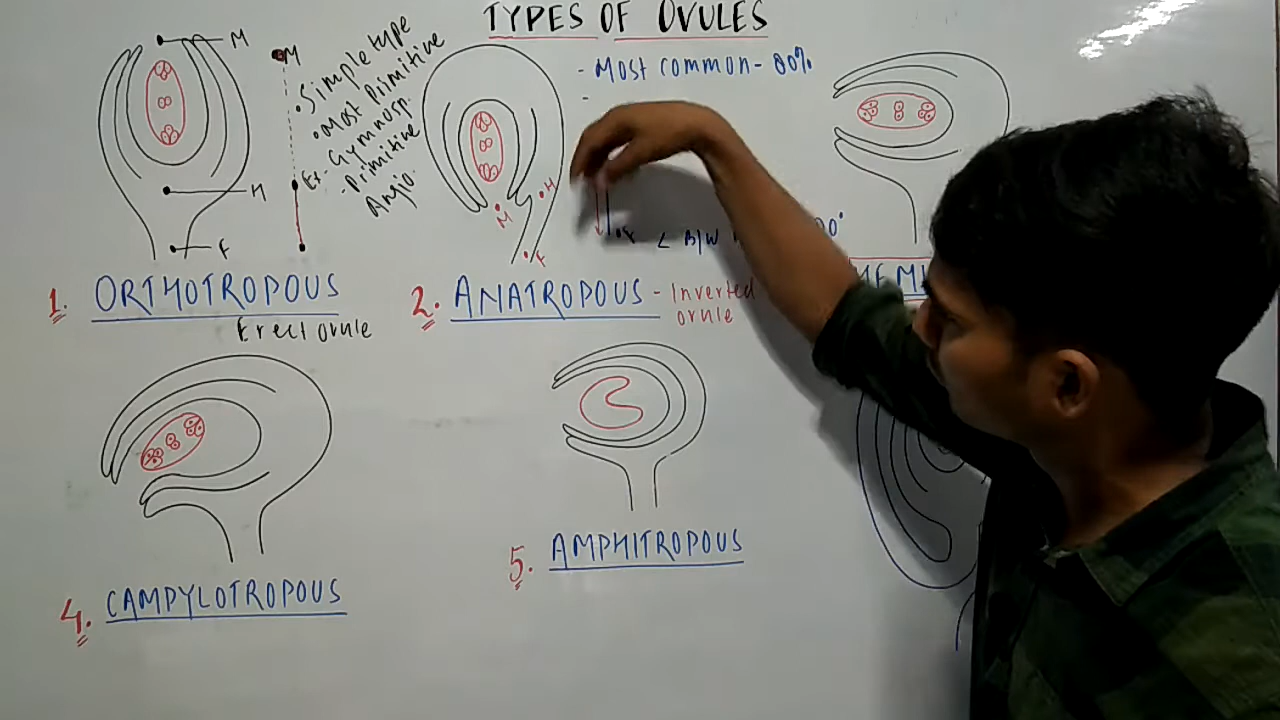 TYPES OF OVULES
M
M
F
M
• Simple type
• Most Primitive
Ex- Gymnosp.
- Primitive
Angio.
1. ORTHOTROPOUS
Erect ovule
- Most common - 80%
-
M
H
F
F
< B/W
00°
2. ANATROPOUS - Inverted
ovule
4. CAMPYLOTROPOUS
5. AMPHITROPOUS